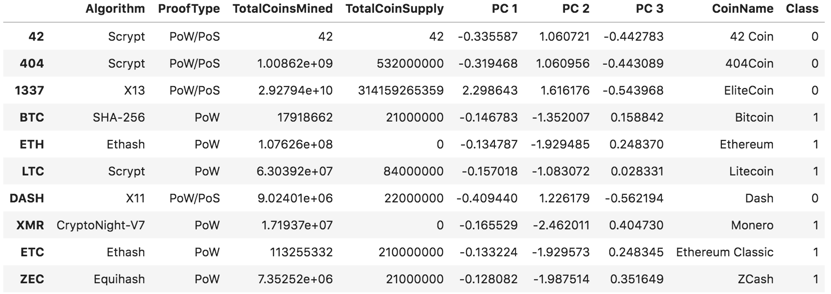 Algorithm ProofType TotalCoinsMined TotalCoinSupply PC 1 PC 2 PC 3 CoinName Class
42 Scrypt PoW/PoS 42 42 -0.335587 1.060721 -0.442783 42 Coin 0
404 Scrypt PoW/PoS 1.00862e+09 532000000 -0.319468 1.060956 -0.443089 404Coin 0
1337 X13 PoW/PoS 2.92794e+10 314159265359 2.298643 1.616176 -0.543968 EliteCoin 0
BTC SHA-256 PoW 17918662 21000000 -0.146783 -1.352007 0.158842 Bitcoin 1
ETH Ethash PoW 1.07626e+08 0 -0.134787 -1.929485 0.248370 Ethereum 1
LTC Scrypt PoW 6.30392e+07 84000000 -0.157018 -1.083072 0.028331 Litecoin 1
DASH X11 PoW/PoS 9.02401e+06 22000000 -0.409440 1.226179 -0.562194 Dash 0
XMR CryptoNight-V7 PoW 1.71937e+07 0 -0.165529 -2.462011 0.404730 Monero 1
ETC Ethash PoW 113255332 210000000 -0.133224 -1.929573 0.248345 Ethereum Classic 1
ZEC Equihash PoW 7.35252e+06 21000000 -0.128082 -1.987514 0.351649 ZCash 1